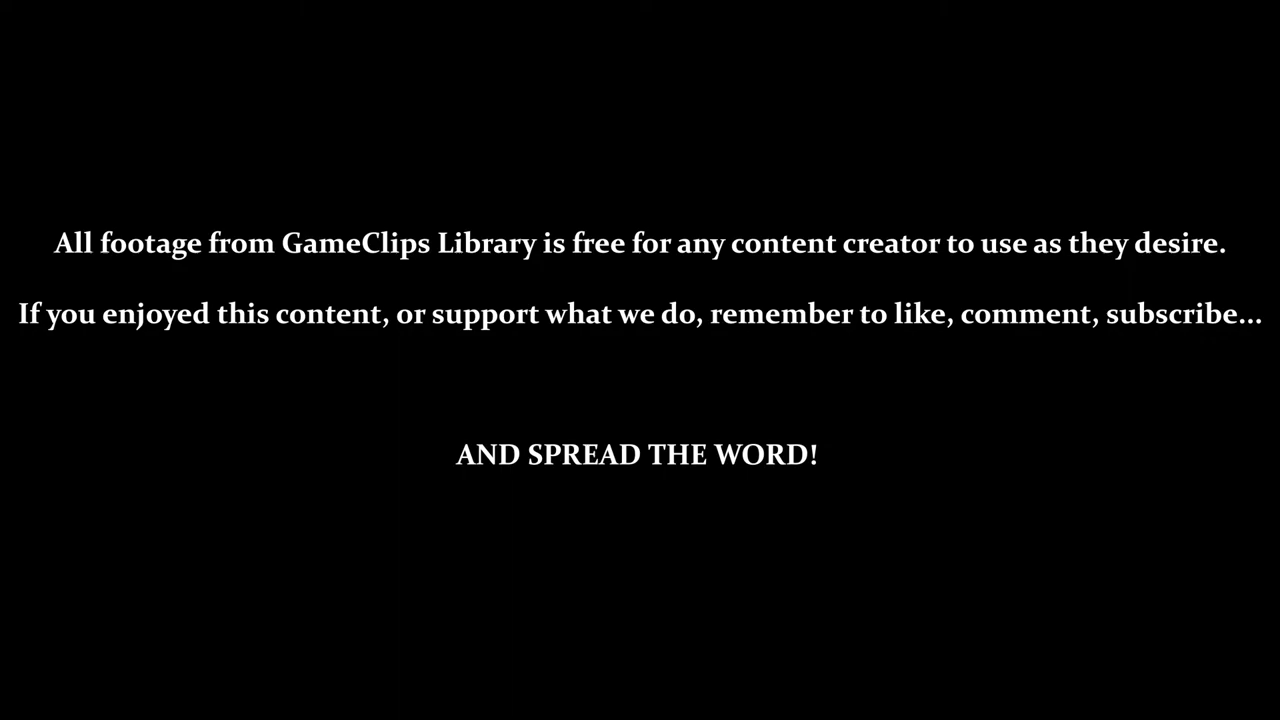 All footage from GameClips Library is free for any content creator to use as they desire.
If you enjoyed this content, or support what we do, remember to like, comment, subscribe...
AND SPREAD THE WORD!